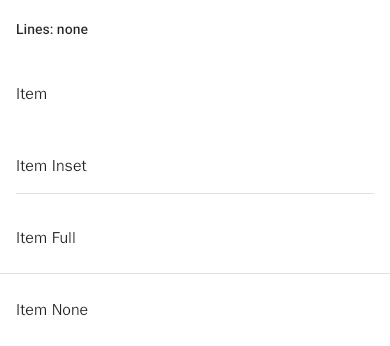 Lines: none
Item
Item Inset
Item Full
Item None